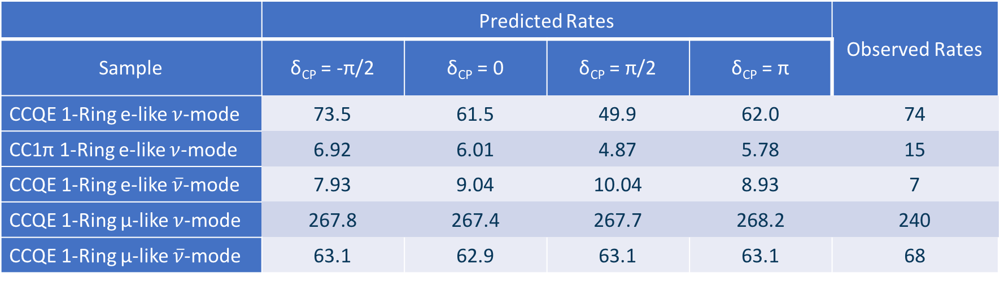 Predicted Rates
Observed Rates
Sample δCP = -π/2 δCP = 0 δCP = π/2 δCP = π
CCQE 1-Ring e-like ν-mode 73.5 61.5 49.9 62.0 74
CC1π 1-Ring e-like ν-mode 6.92 6.01 4.87 5.78 15
CCQE 1-Ring e-like ν̄-mode 7.93 9.04 10.04 8.93 7
CCQE 1-Ring μ-like ν-mode 267.8 267.4 267.7 268.2 240
CCQE 1-Ring μ-like ν̄-mode 63.1 62.9 63.1 63.1 68